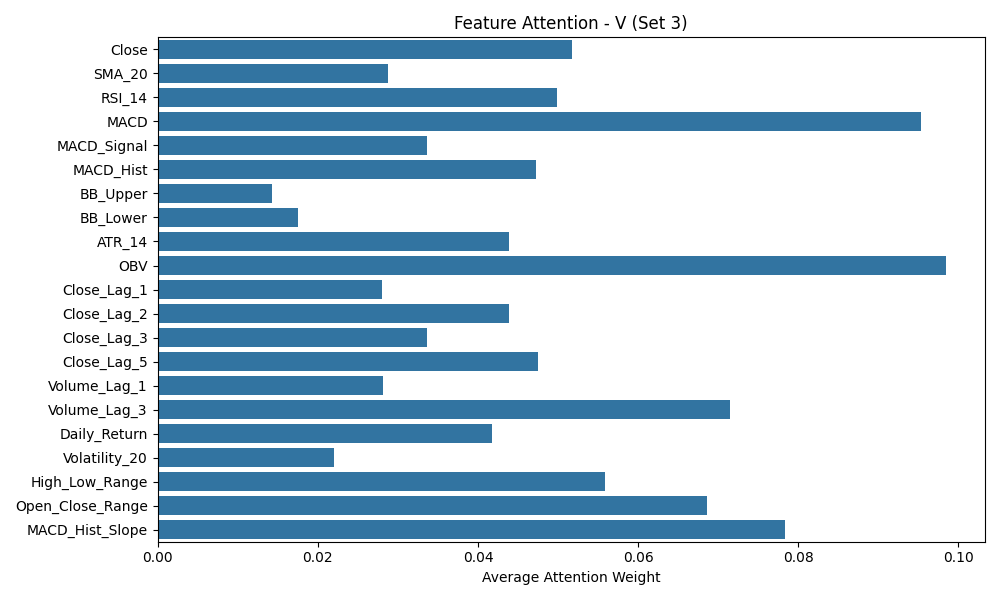 Feature Attention - V (Set 3)
Close
SMA_20
RSI_14
MACD
MACD_Signal
MACD_Hist
BB_Upper
BB_Lower
ATR_14
OBV
Close_Lag_1
Close_Lag_2
Close_Lag_3
Close_Lag_5
Volume_Lag_1
Volume_Lag_3
Daily_Return
Volatility_20
High_Low_Range
Open_Close_Range
MACD_Hist_Slope
0.00 0.02 0.04 0.06 0.08 0.10
Average Attention Weight